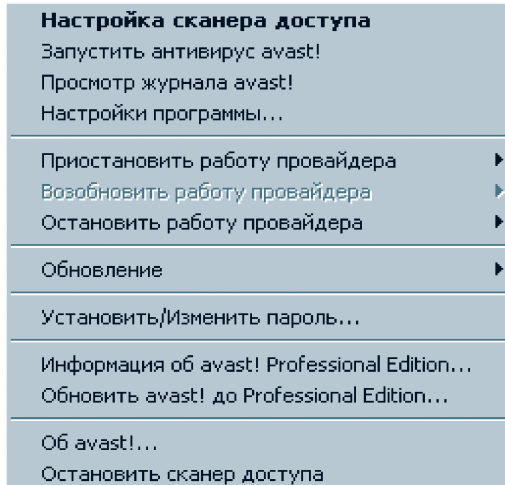 Настройка сканера доступа
Запустить антивирус avast!
Просмотр журнала avast!
Настройки программы...
Приостановить работу провайдера
Возобновить работу провайдера
Остановить работу провайдера
Обновление
Установить/Изменить пароль...
Информация об avast! Professional Edition...
Обновить avast! до Professional Edition...
Об avast!...
Остановить сканер доступа